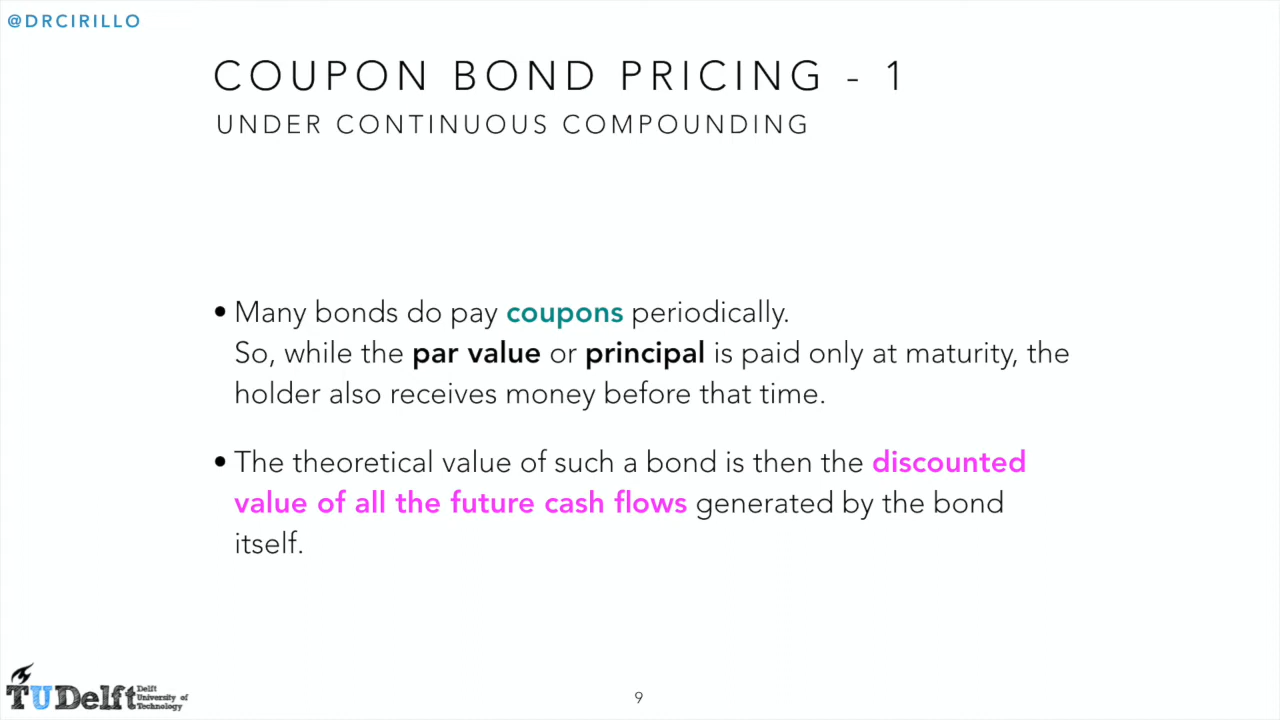 @DRCIRILLO
COUPON BOND PRICING - 1
UNDER CONTINUOUS COMPOUNDING
• Many bonds do pay coupons periodically.
So, while the par value or principal is paid only at maturity, the
holder also receives money before that time.
• The theoretical value of such a bond is then the discounted
value of all the future cash flows generated by the bond
itself.
TUDelft
Delft
University of
Technology
9